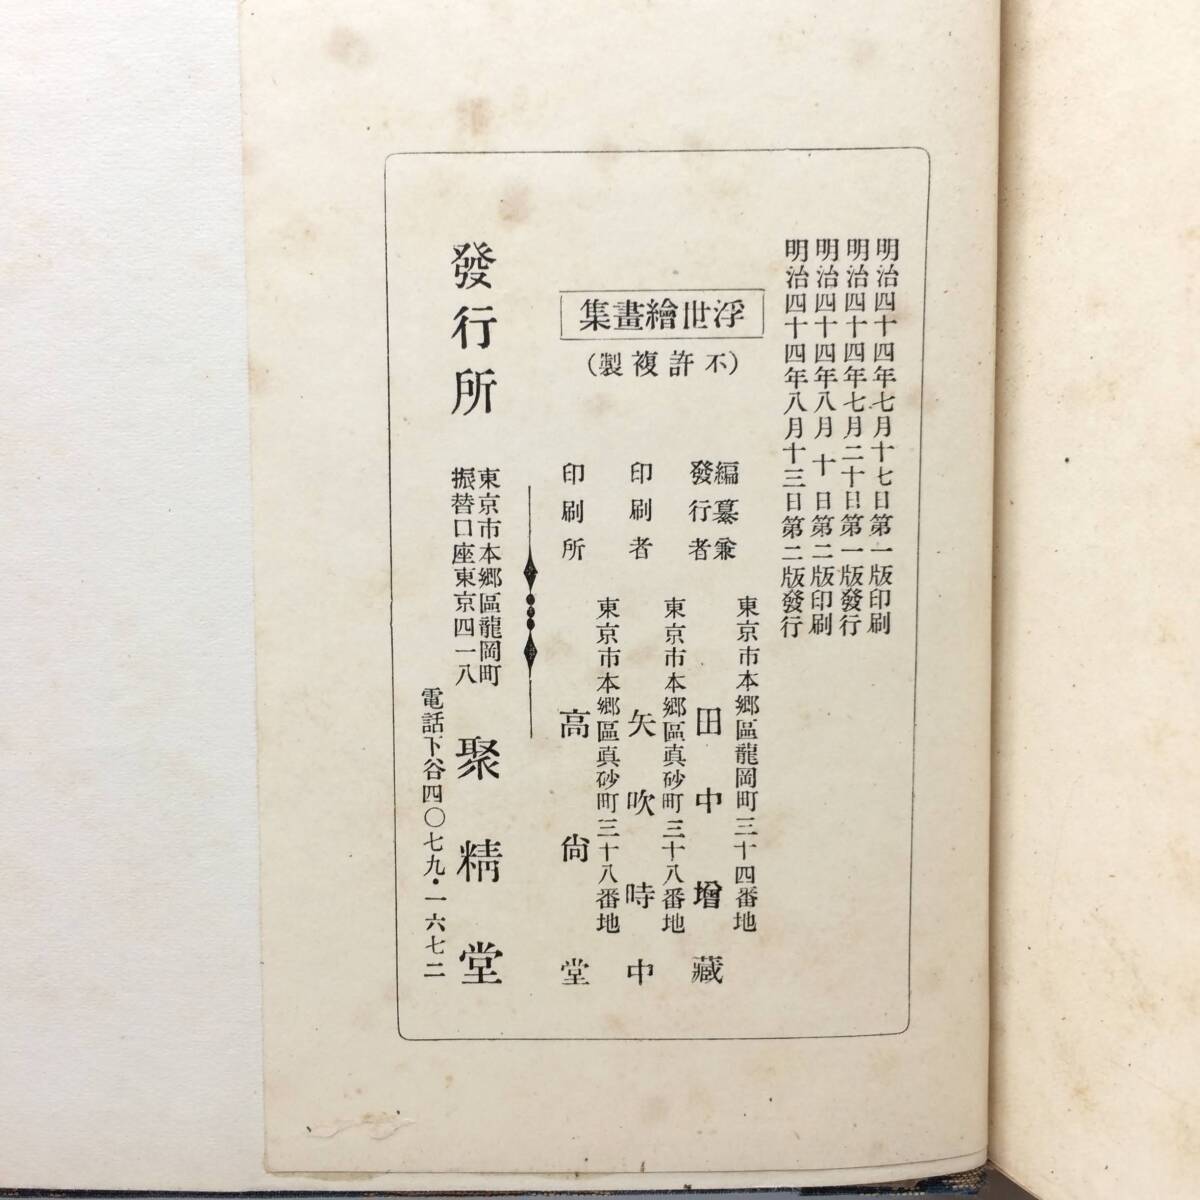 明治四十四年七月十七日第一版印刷
明治四十四年七月二十日第一版發行
明治四十四年八月十日第二版印刷
明治四十四年八月十三日第二版發行
浮世繪畫集
(不許複製)
編纂兼
發行者
東京市本郷區龍岡町三十四番地
田中增藏
印刷者
東京市本郷區眞砂町三十八番地
矢吹時中
印刷所
東京市本郷區眞砂町三十八番地
高尙堂
發行所
東京市本郷區龍岡町
振替口座東京四一八
聚精堂
電話下谷四〇七九・一六七二